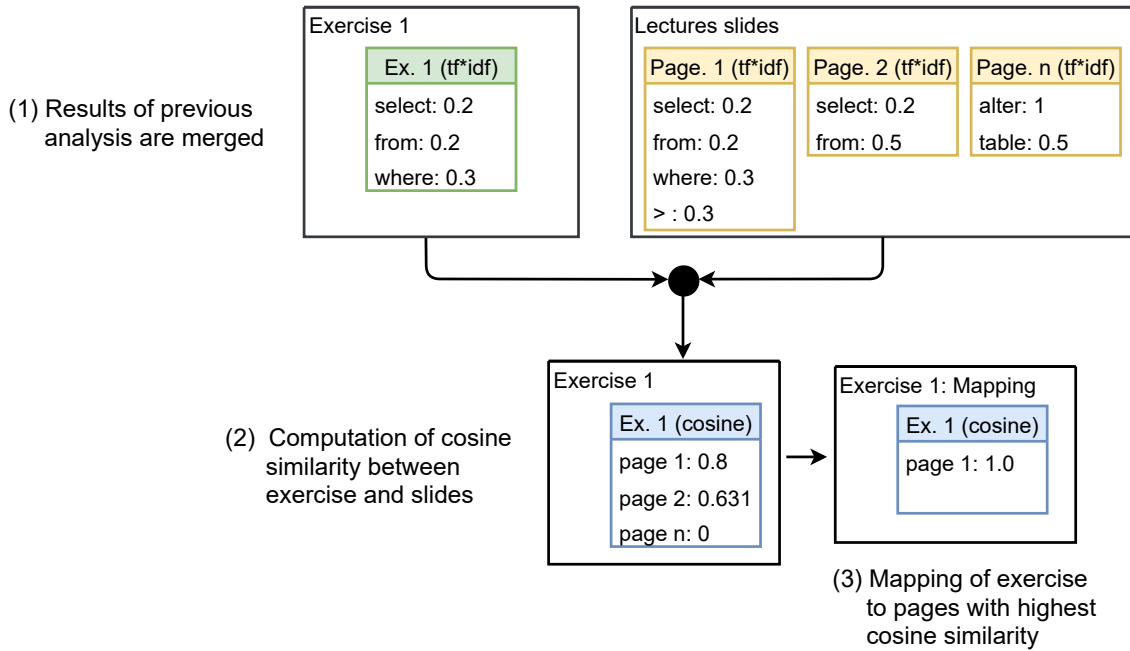 Exercise 1
Ex. 1 (tf*idf)
select: 0.2
from: 0.2
where: 0.3
Lectures slides
Page. 1 (tf*idf)
select: 0.2
from: 0.2
where: 0.3
> : 0.3
Page. 2 (tf*idf)
select: 0.2
from: 0.5
Page. n (tf*idf)
alter: 1
table: 0.5
(1) Results of previous
analysis are merged
(2) Computation of cosine
similarity between
exercise and slides
Exercise 1
Ex. 1 (cosine)
page 1: 0.8
page 2: 0.631
page n: 0
Exercise 1: Mapping
Ex. 1 (cosine)
page 1: 1.0
(3) Mapping of exercise
to pages with highest
cosine similarity